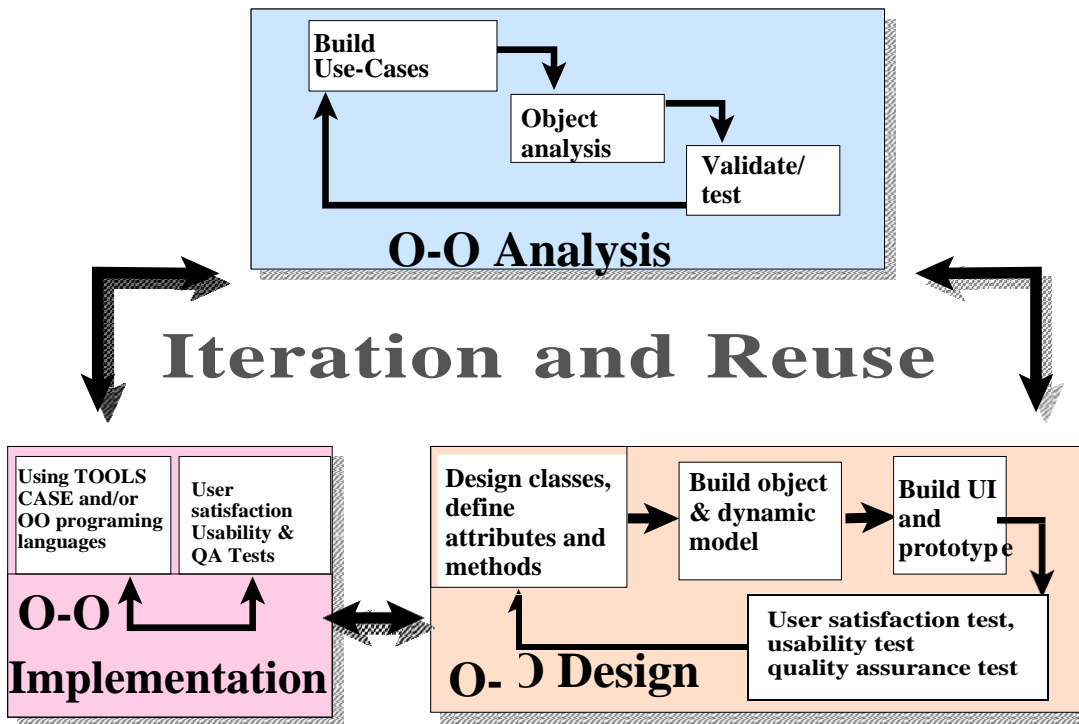 Build
Use-Cases
Object
analysis
Validate/
test
O-O Analysis
Iteration and Reuse
Using TOOLS
CASE and/or
OO programing
languages
User
satisfaction
Usability &
QA Tests
O-O
Implementation
Design classes,
define
attributes and
methods
Build object
& dynamic
model
Build UI
and
prototype
User satisfaction test,
usability test
quality assurance test
O-O Design